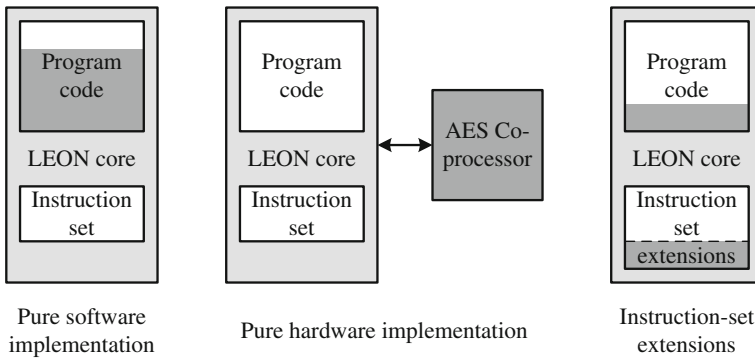 Program
code
LEON core
Instruction
set
Pure software
implementation
Program
code
LEON core
Instruction
set
AES Co-
processor
Pure hardware implementation
Program
code
LEON core
Instruction
set
extensions
Instruction-set
extensions